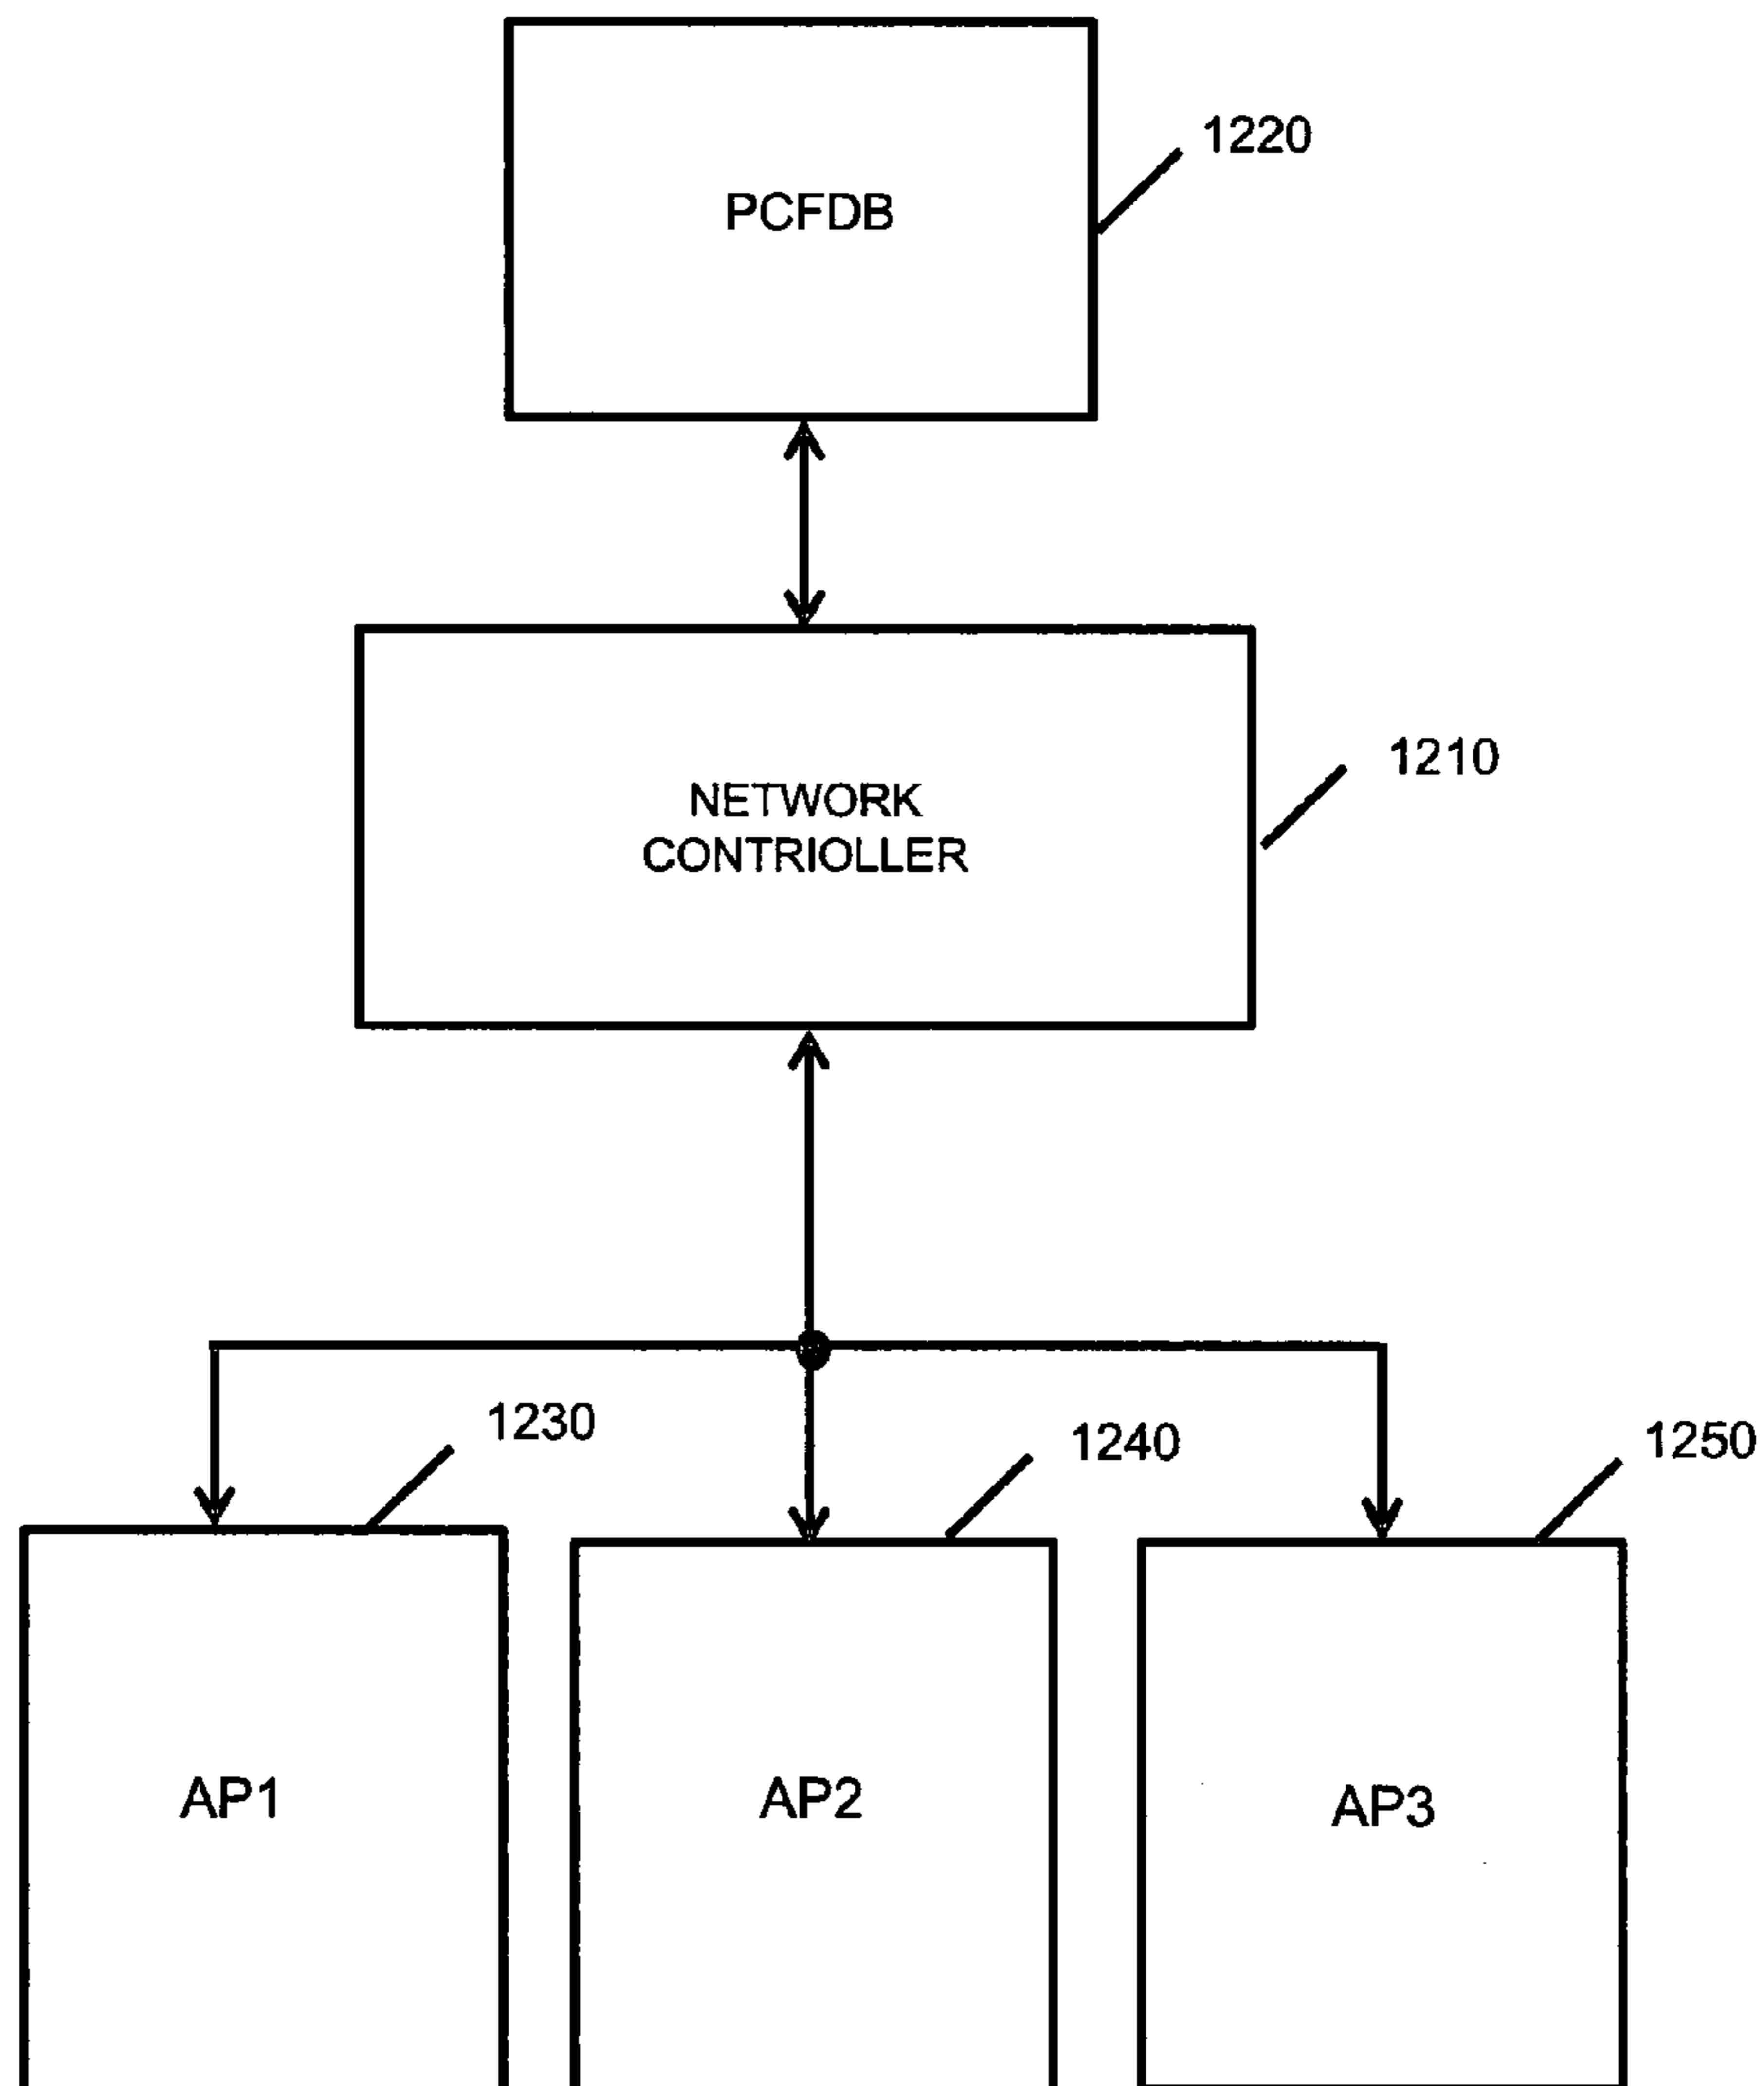 1220
PCFDB
1210
NETWORK
CONTRIOLLER
1230
1240
1250
AP1
AP2
AP3